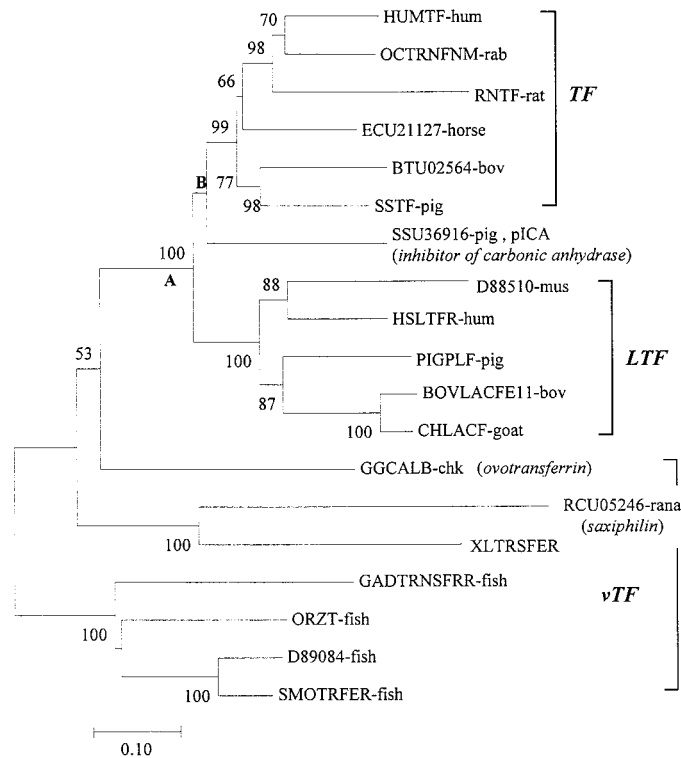 70
HUMTF-hum
98
OCTRNFNM-rab
66
RNTF-rat
TF
99
ECU21127-horse
B
77
BTU02564-bov
98
SSTF-pig
SSU36916-pig , pICA
(inhibitor of carbonic anhydrase)
100
A
88
D88510-mus
HSLTFR-hum
100
53
PIGPLF-pig
LTF
87
BOVLACFE11-bov
100
CHLACF-goat
GGCALB-chk (ovotransferrin)
RCU05246-rana
(saxiphilin)
100
XLTRSFER
GADTRNSFRR-fish
vTF
100
ORZT-fish
D89084-fish
100
SMOTRFER-fish
0.10